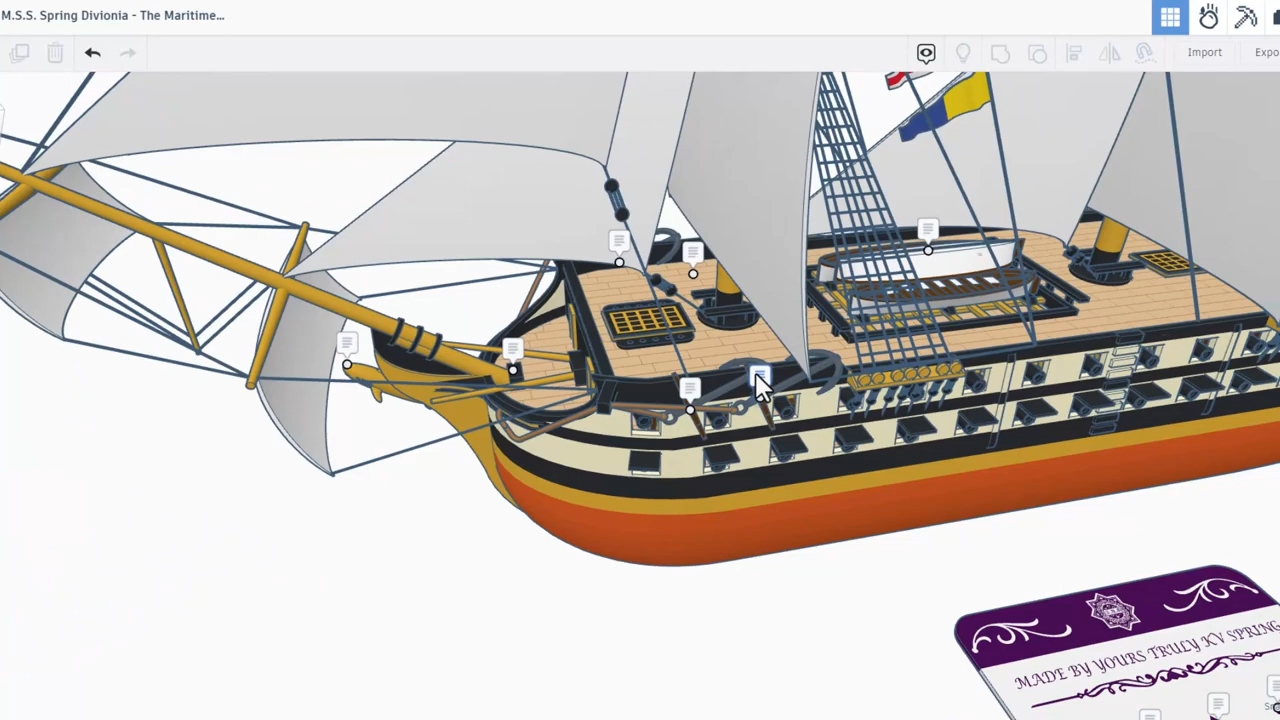 M.S.S. Spring Divionia - The Maritime...
Import
Expo
MADE BY YOURS TRULY KV SPRING